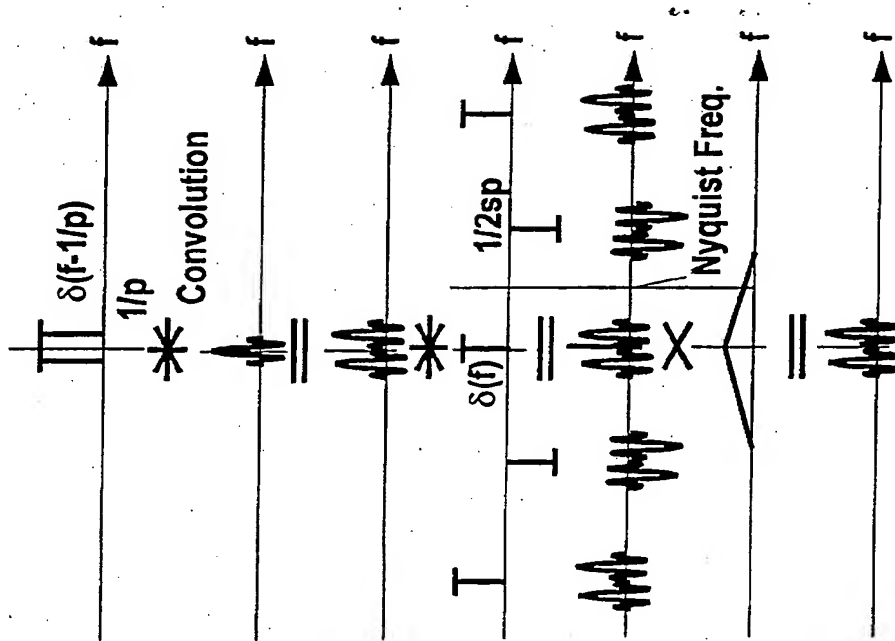 δ(f-1/p)
f
1/p
Convolution
f
f
δ(f)
1/2sp
f
f
Nyquist Freq.
f
f